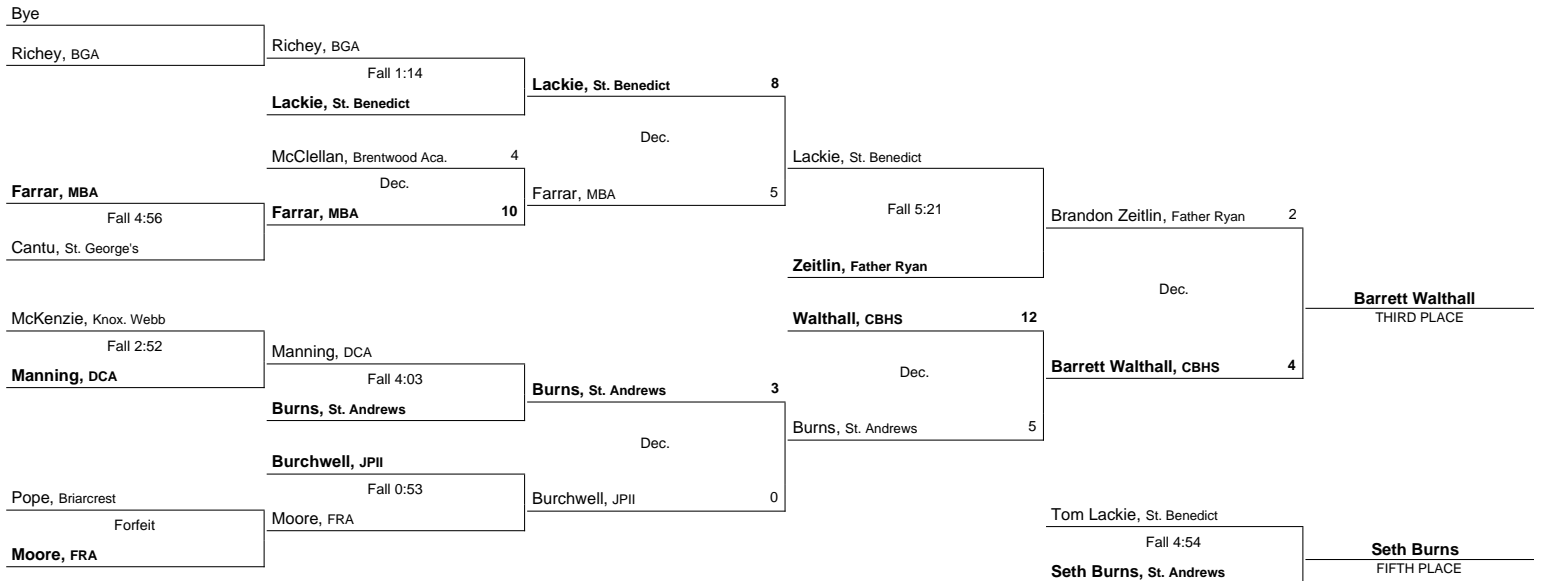 Bye
Richey, BGA
Farrar, MBA
Fall 4:56
Cantu, St. George's
McKenzie, Knox. Webb
Fall 2:52
Manning, DCA
Pope, Briarcrest
Forfeit
Moore, FRA
Richey, BGA
Fall 1:14
Lackie, St. Benedict
McClellan, Brentwood Aca. 4
Dec.
Farrar, MBA 10
Manning, DCA
Fall 4:03
Burns, St. Andrews
Burchwell, JPII
Fall 0:53
Moore, FRA
Lackie, St. Benedict 8
Dec.
Farrar, MBA 5
Burns, St. Andrews 3
Dec.
Burchwell, JPII 0
Lackie, St. Benedict
Fall 5:21
Zeitlin, Father Ryan
Walthall, CBHS 12
Dec.
Burns, St. Andrews 5
Brandon Zeitlin, Father Ryan 2
Dec.
Barrett Walthall, CBHS 4
Barrett Walthall
THIRD PLACE
Tom Lackie, St. Benedict
Fall 4:54
Seth Burns, St. Andrews
Seth Burns
FIFTH PLACE